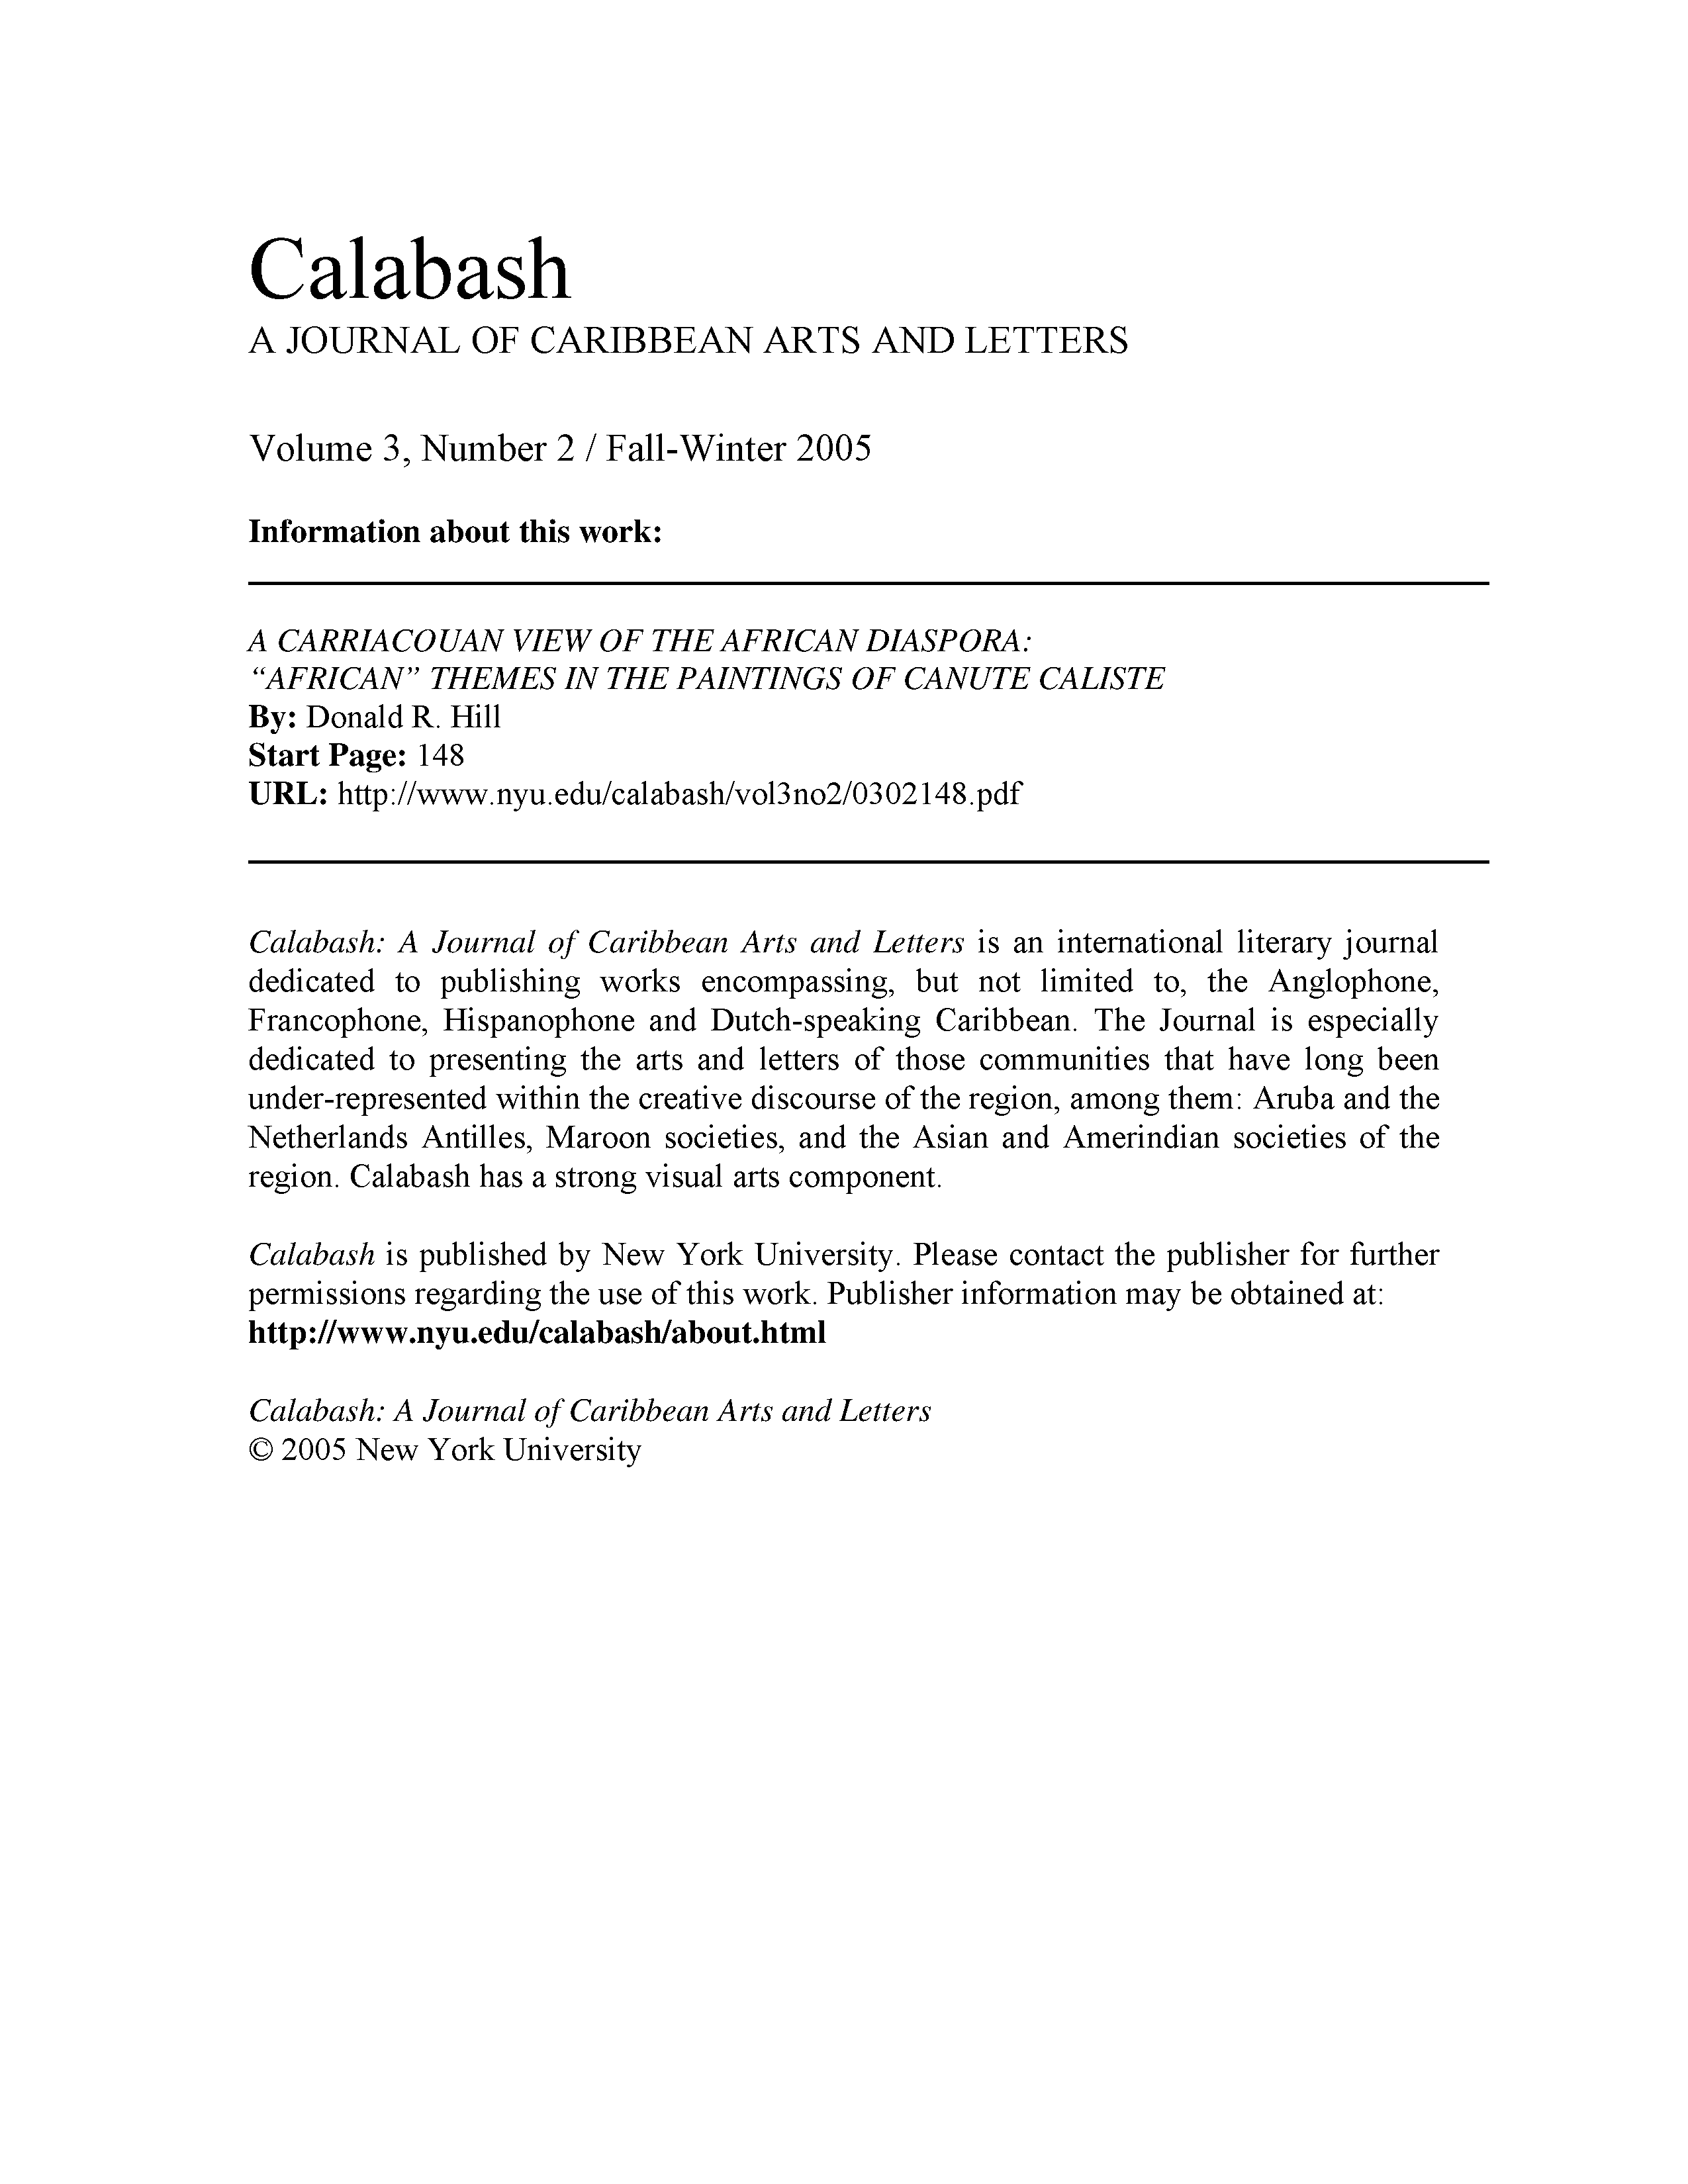 Calabash
A JOURNAL OF CARIBBEAN ARTS AND LETTERS
Volume 3, Number 2 / Fall-Winter 2005
Information about this work:
A CARRIACOUAN VIEW OF THE AFRICAN DIASPORA:
“AFRICAN” THEMES IN THE PAINTINGS OF CANUTE CALISTE
By: Donald R. Hill
Start Page: 148
URL: http://www.nyu.edu/calabash/vol3no2/0302148.pdf
Calabash: A Journal of Caribbean Arts and Letters is an international literary journal
dedicated to publishing works encompassing, but not limited to, the Anglophone,
Francophone, Hispanophone and Dutch-speaking Caribbean. The Journal is especially
dedicated to presenting the arts and letters of those communities that have long been
under-represented within the creative discourse of the region, among them: Aruba and the
Netherlands Antilles, Maroon societies, and the Asian and Amerindian societies of the
region. Calabash has a strong visual arts component.
Calabash is published by New York University. Please contact the publisher for further
permissions regarding the use of this work. Publisher information may be obtained at:
http://www.nyu.edu/calabash/about.html
Calabash: A Journal of Caribbean Arts and Letters
© 2005 New York University